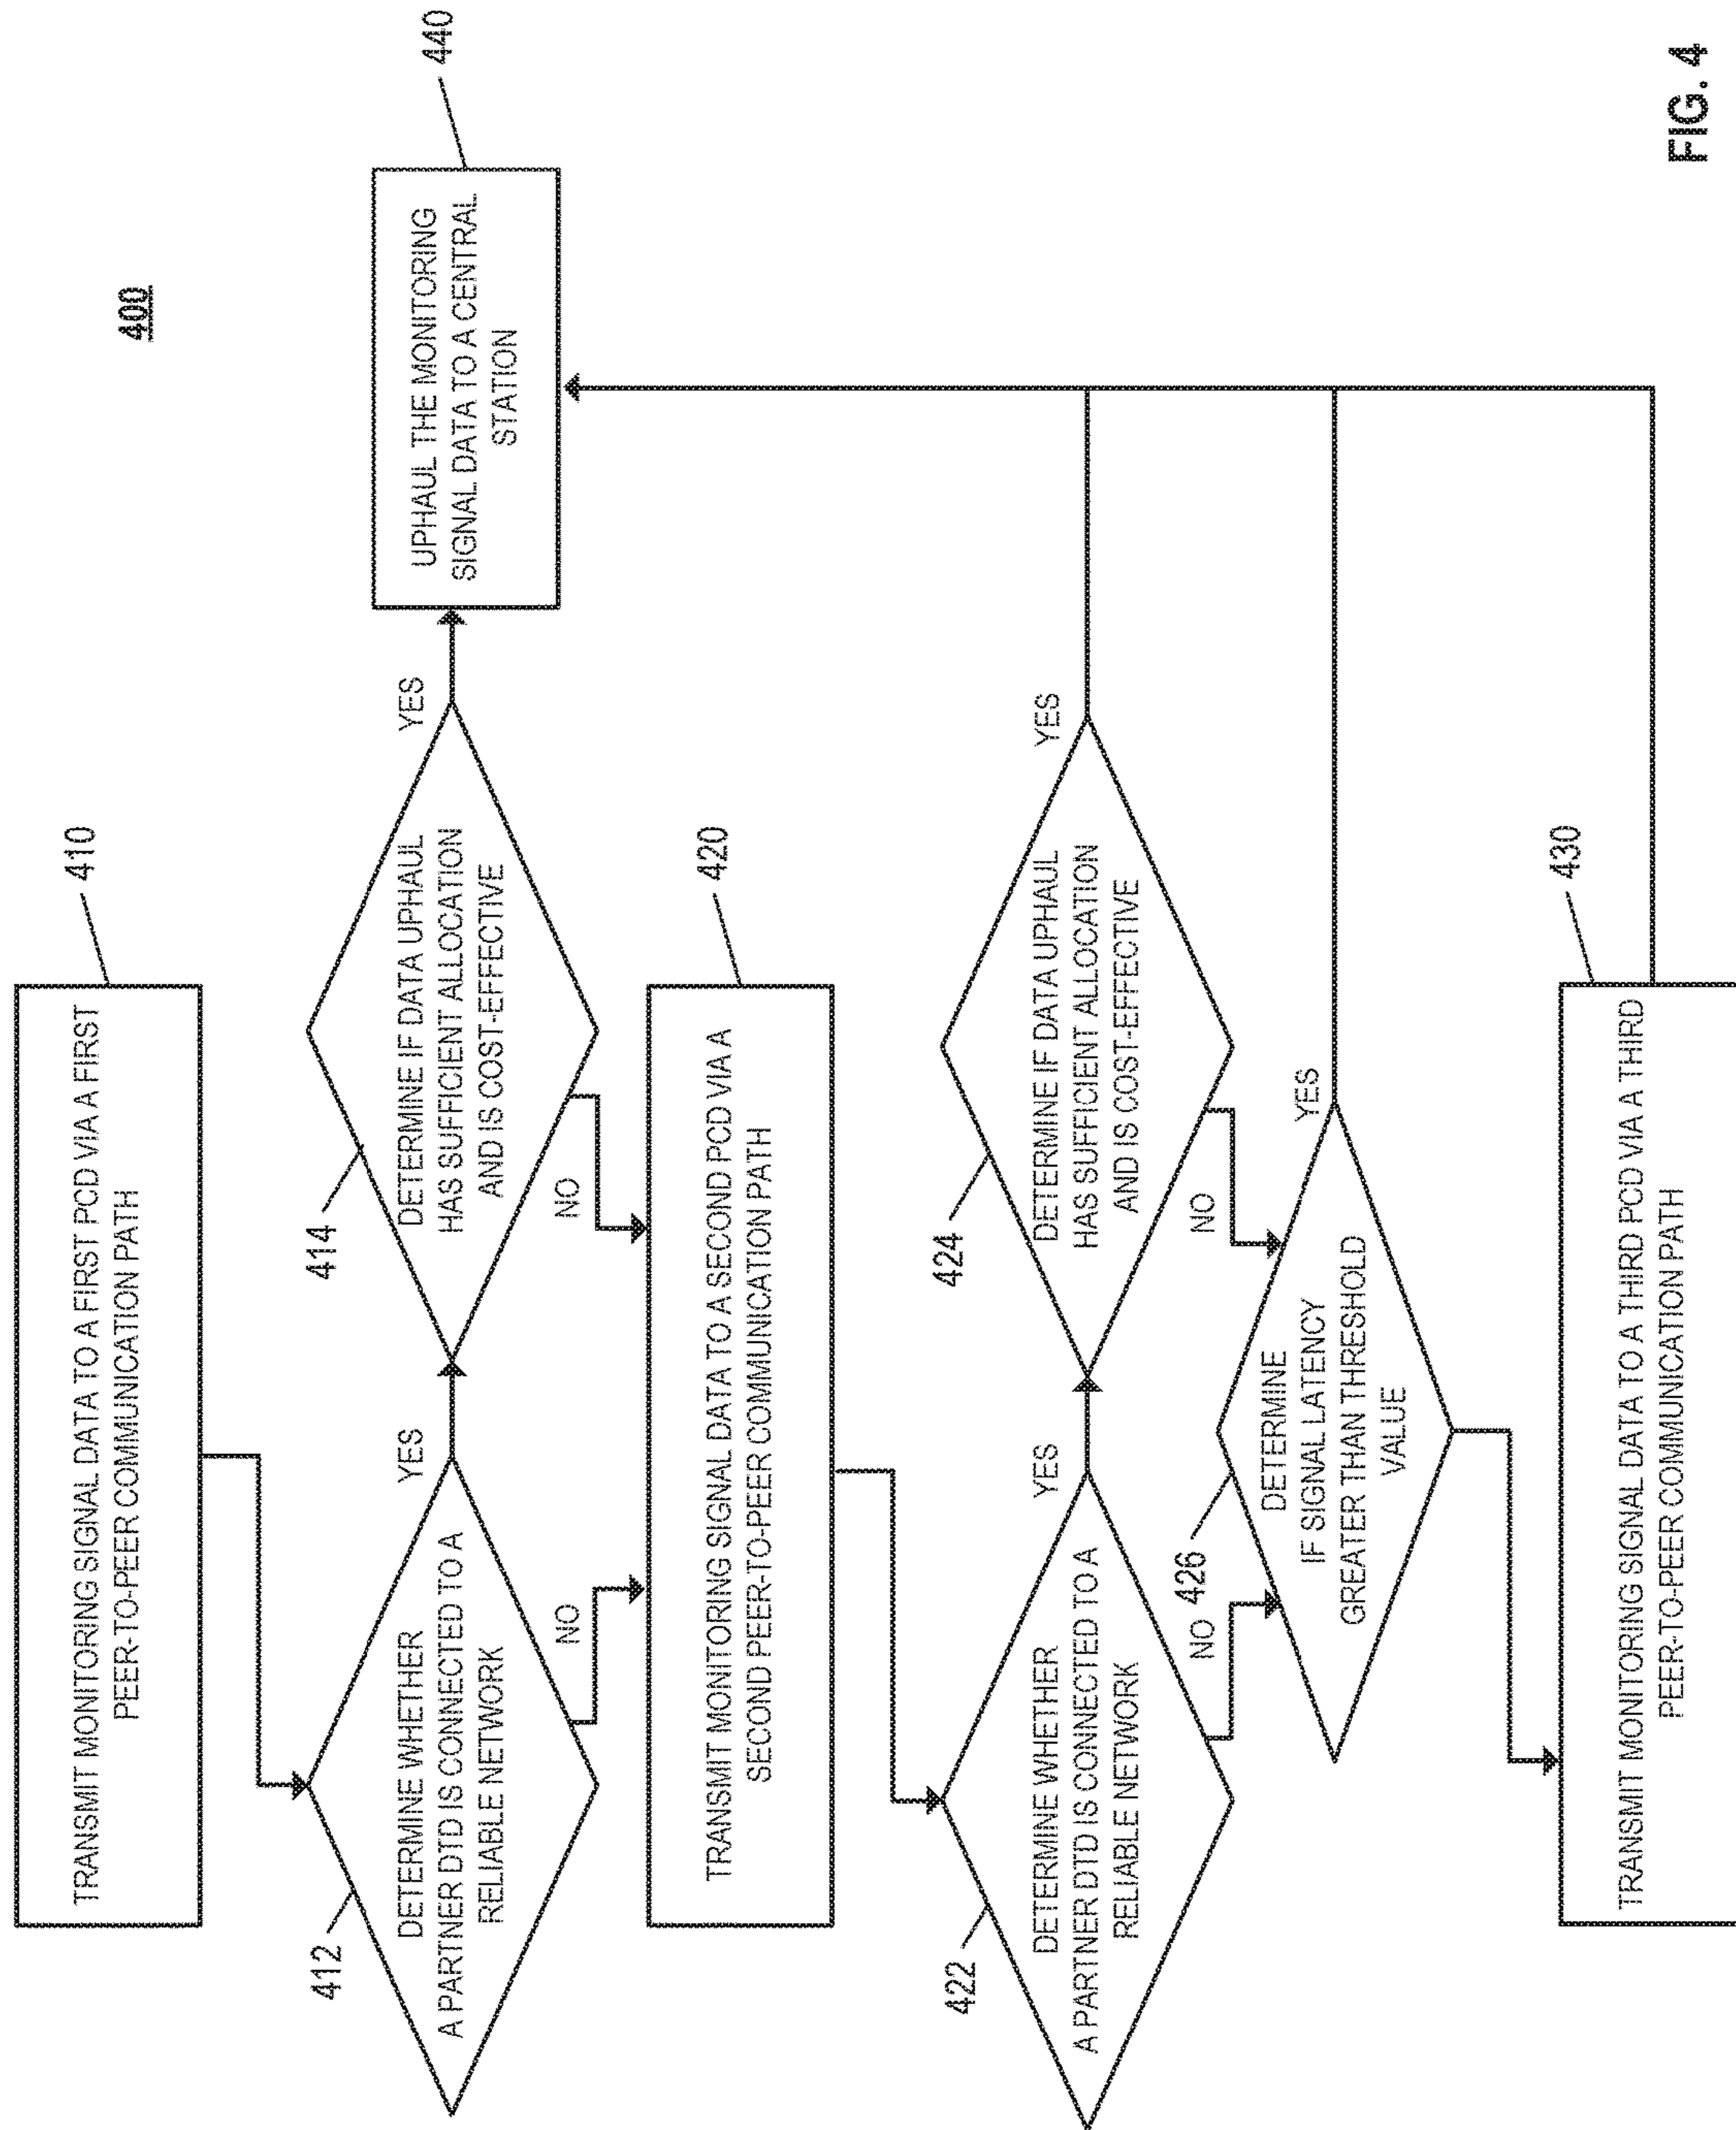 400
TRANSMIT MONITORING SIGNAL DATA TO A FIRST PCD VIA A FIRST
PEER-TO-PEER COMMUNICATION PATH
410
412
DETERMINE WHETHER
A PARTNER DTD IS CONNECTED TO A
RELIABLE NETWORK
YES
NO
414
DETERMINE IF DATA UPHAUL
HAS SUFFICIENT ALLOCATION
AND IS COST-EFFECTIVE
YES
NO
UPHAUL THE MONITORING
SIGNAL DATA TO A CENTRAL
STATION
440
TRANSMIT MONITORING SIGNAL DATA TO A SECOND PCD VIA A
SECOND PEER-TO-PEER COMMUNICATION PATH
420
422
DETERMINE WHETHER
A PARTNER DTD IS CONNECTED TO A
RELIABLE NETWORK
YES
NO
424
DETERMINE IF DATA UPHAUL
HAS SUFFICIENT ALLOCATION
AND IS COST-EFFECTIVE
YES
NO
426
DETERMINE
IF SIGNAL LATENCY
GREATER THAN THRESHOLD
VALUE
YES
TRANSMIT MONITORING SIGNAL DATA TO A THIRD PCD VIA A THIRD
PEER-TO-PEER COMMUNICATION PATH
430
FIG. 4